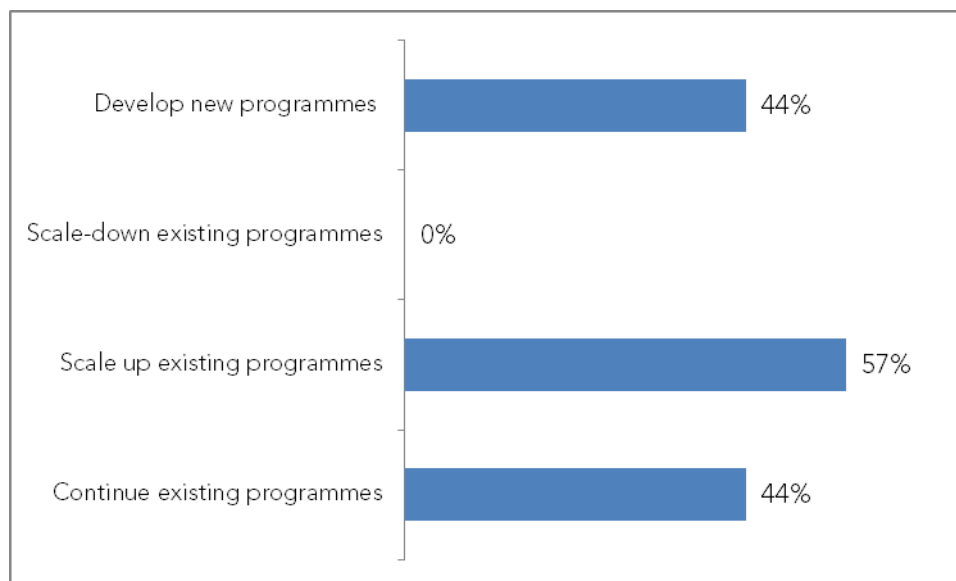 Develop new programmes 44%
Scale-down existing programmes 0%
Scale up existing programmes 57%
Continue existing programmes 44%